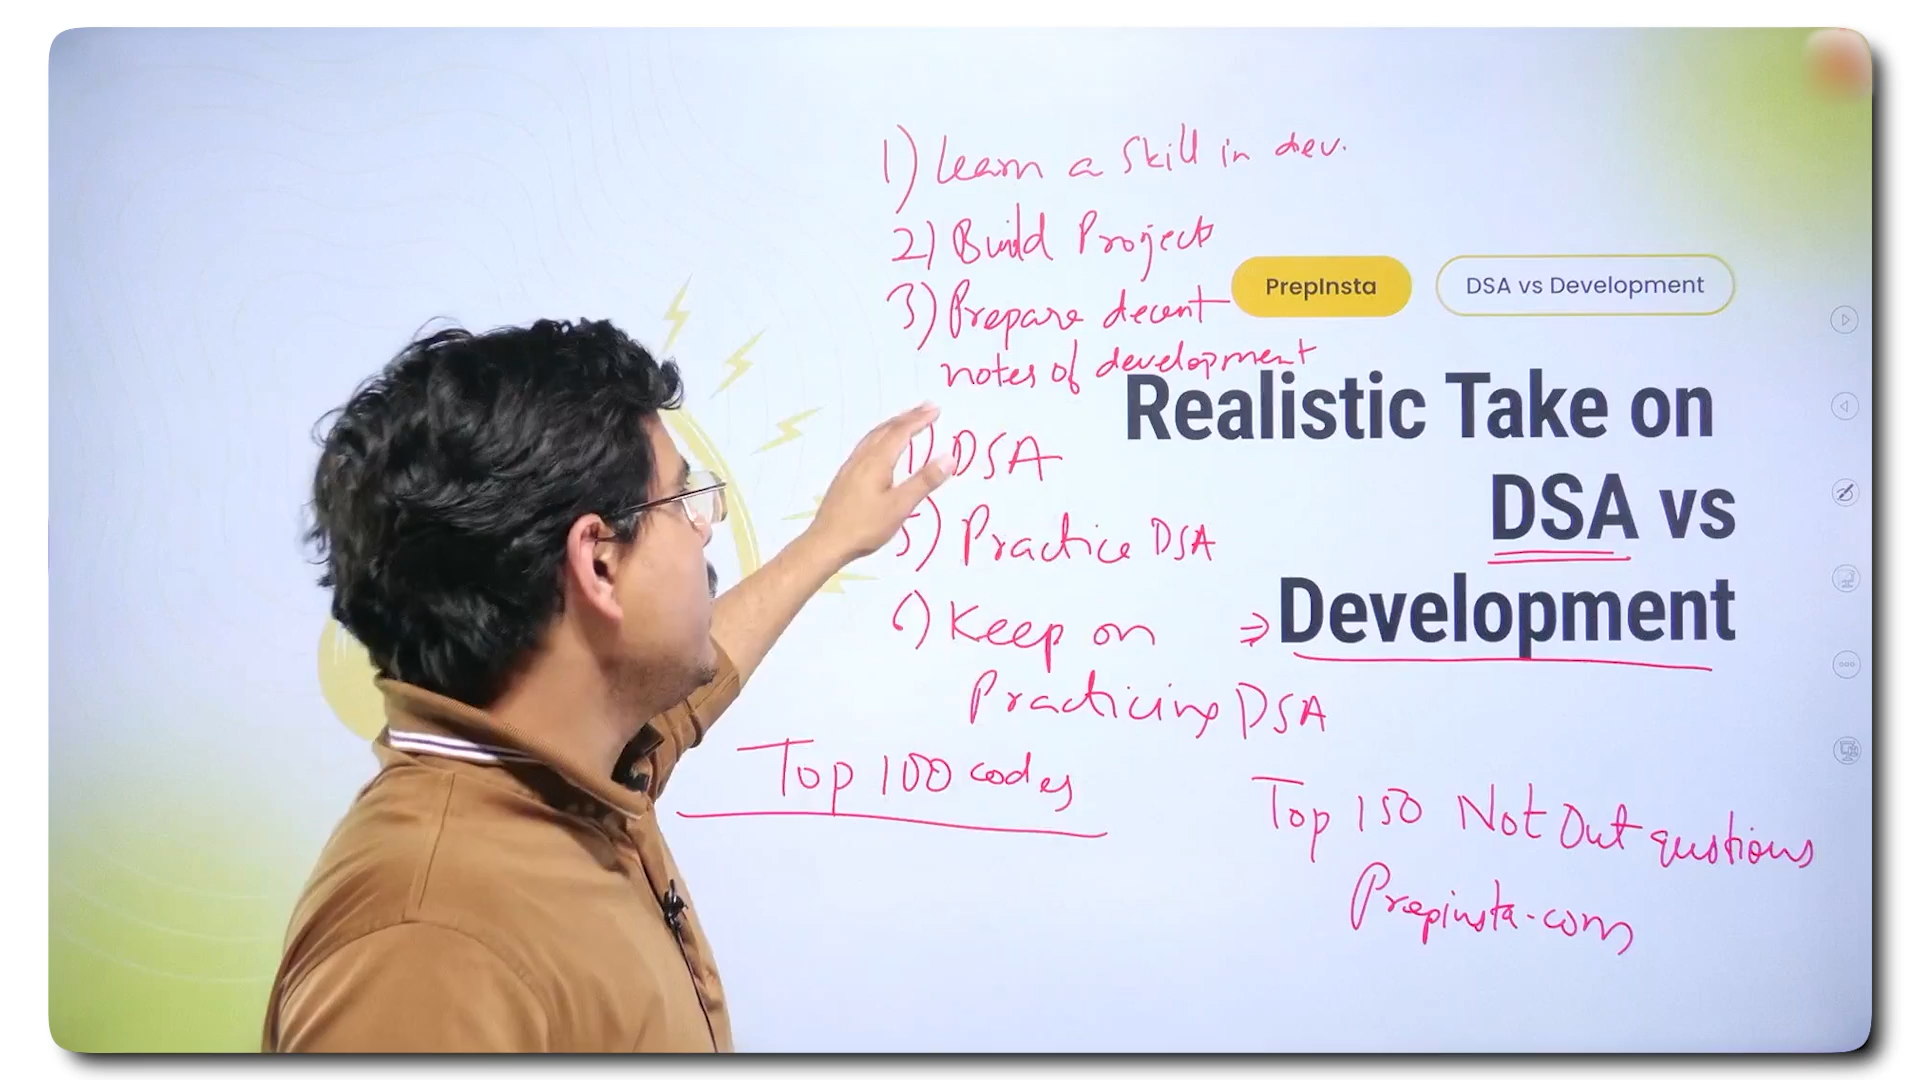 1) Learn a skill in dev.
2) Build Projects
3) Prepare decent
notes of development
PrepInsta
DSA vs Development
Realistic Take on
DSA vs
⇒ Development
DSA
5) Practice DSA
6) Keep on
Practicing DSA
Top 100 codes
Top 150 Not Out qustions
Prepinsta.com